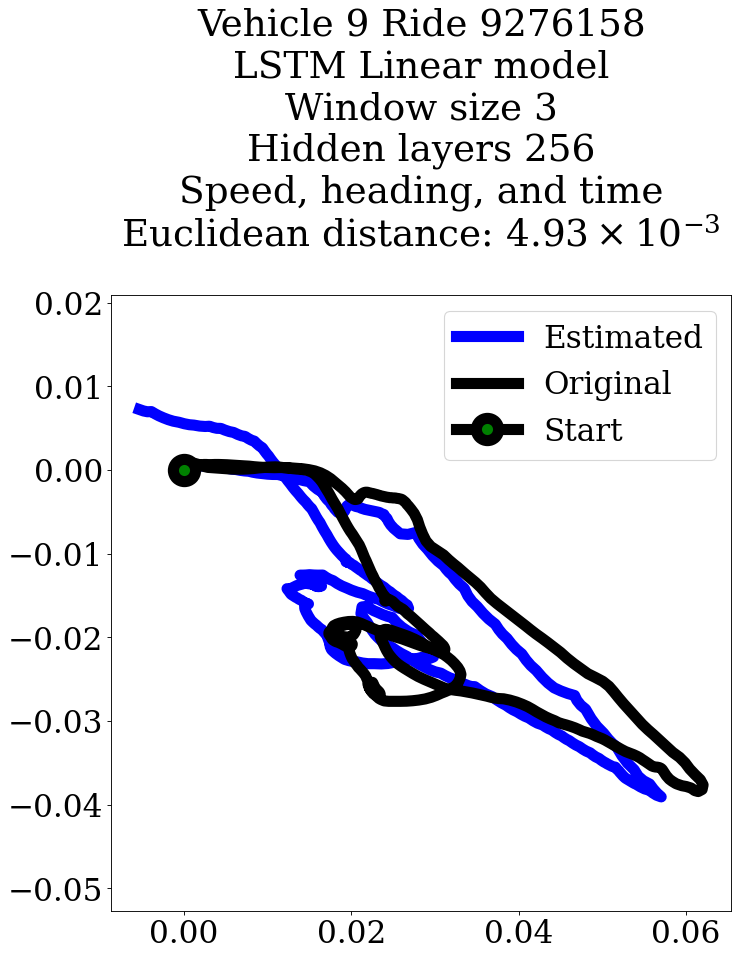 Vehicle 9 Ride 9276158
LSTM Linear model
Window size 3
Hidden layers 256
Speed, heading, and time
Euclidean distance: 4.93 × 10⁻³
Estimated
Original
Start
0.02
0.01
0.00
−0.01
−0.02
−0.03
−0.04
−0.05
0.00 0.02 0.04 0.06